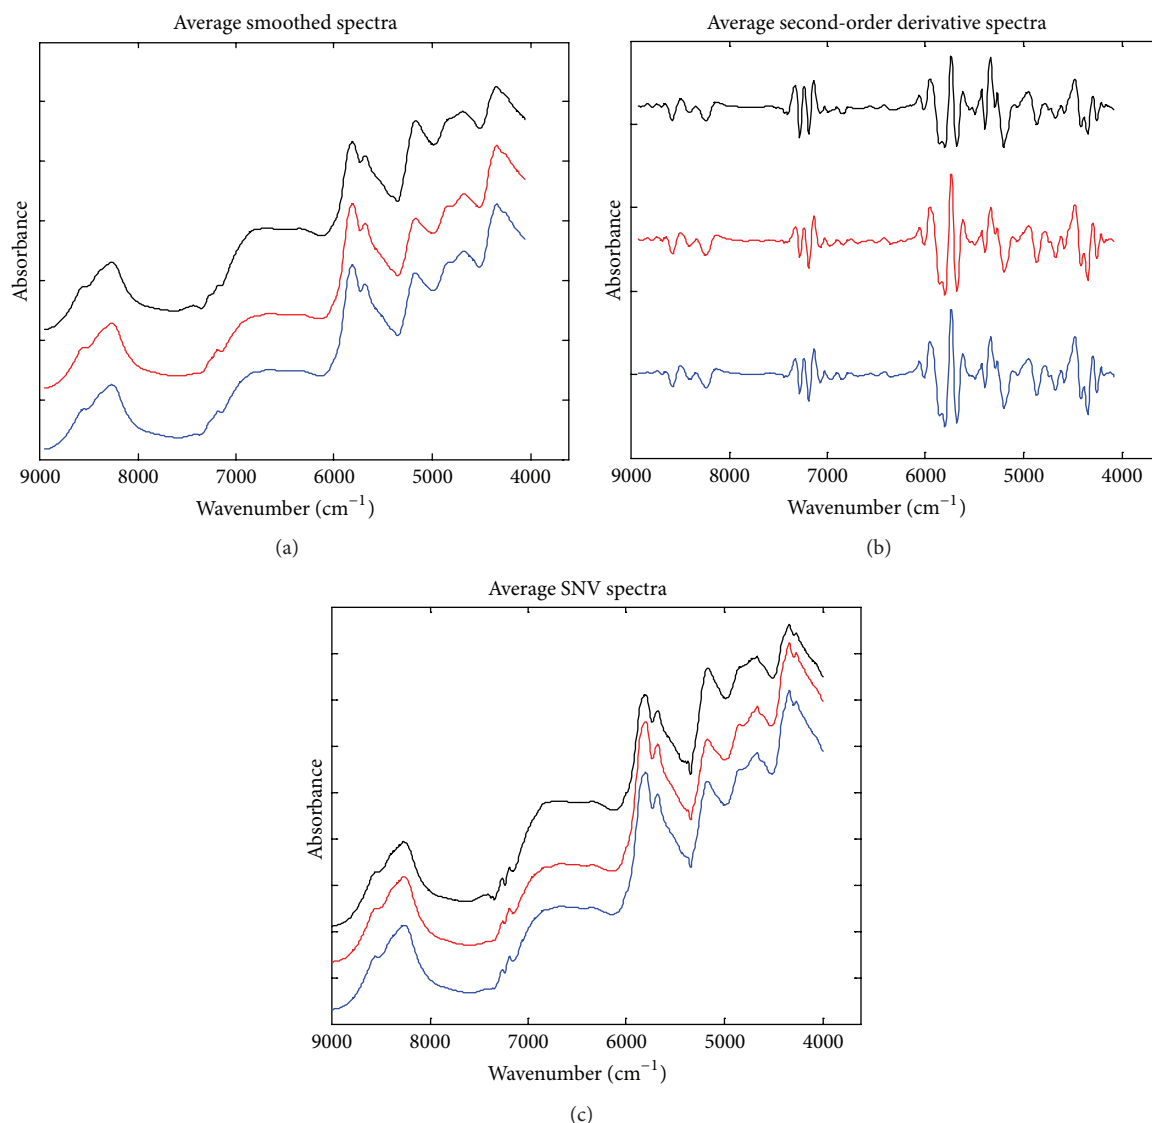 Average smoothed spectra
Absorbance
9000 8000 7000 6000 5000 4000
Wavenumber (cm⁻¹)
(a)
Average second-order derivative spectra
Absorbance
9000 8000 7000 6000 5000 4000
Wavenumber (cm⁻¹)
(b)
Average SNV spectra
Absorbance
9000 8000 7000 6000 5000 4000
Wavenumber (cm⁻¹)
(c)